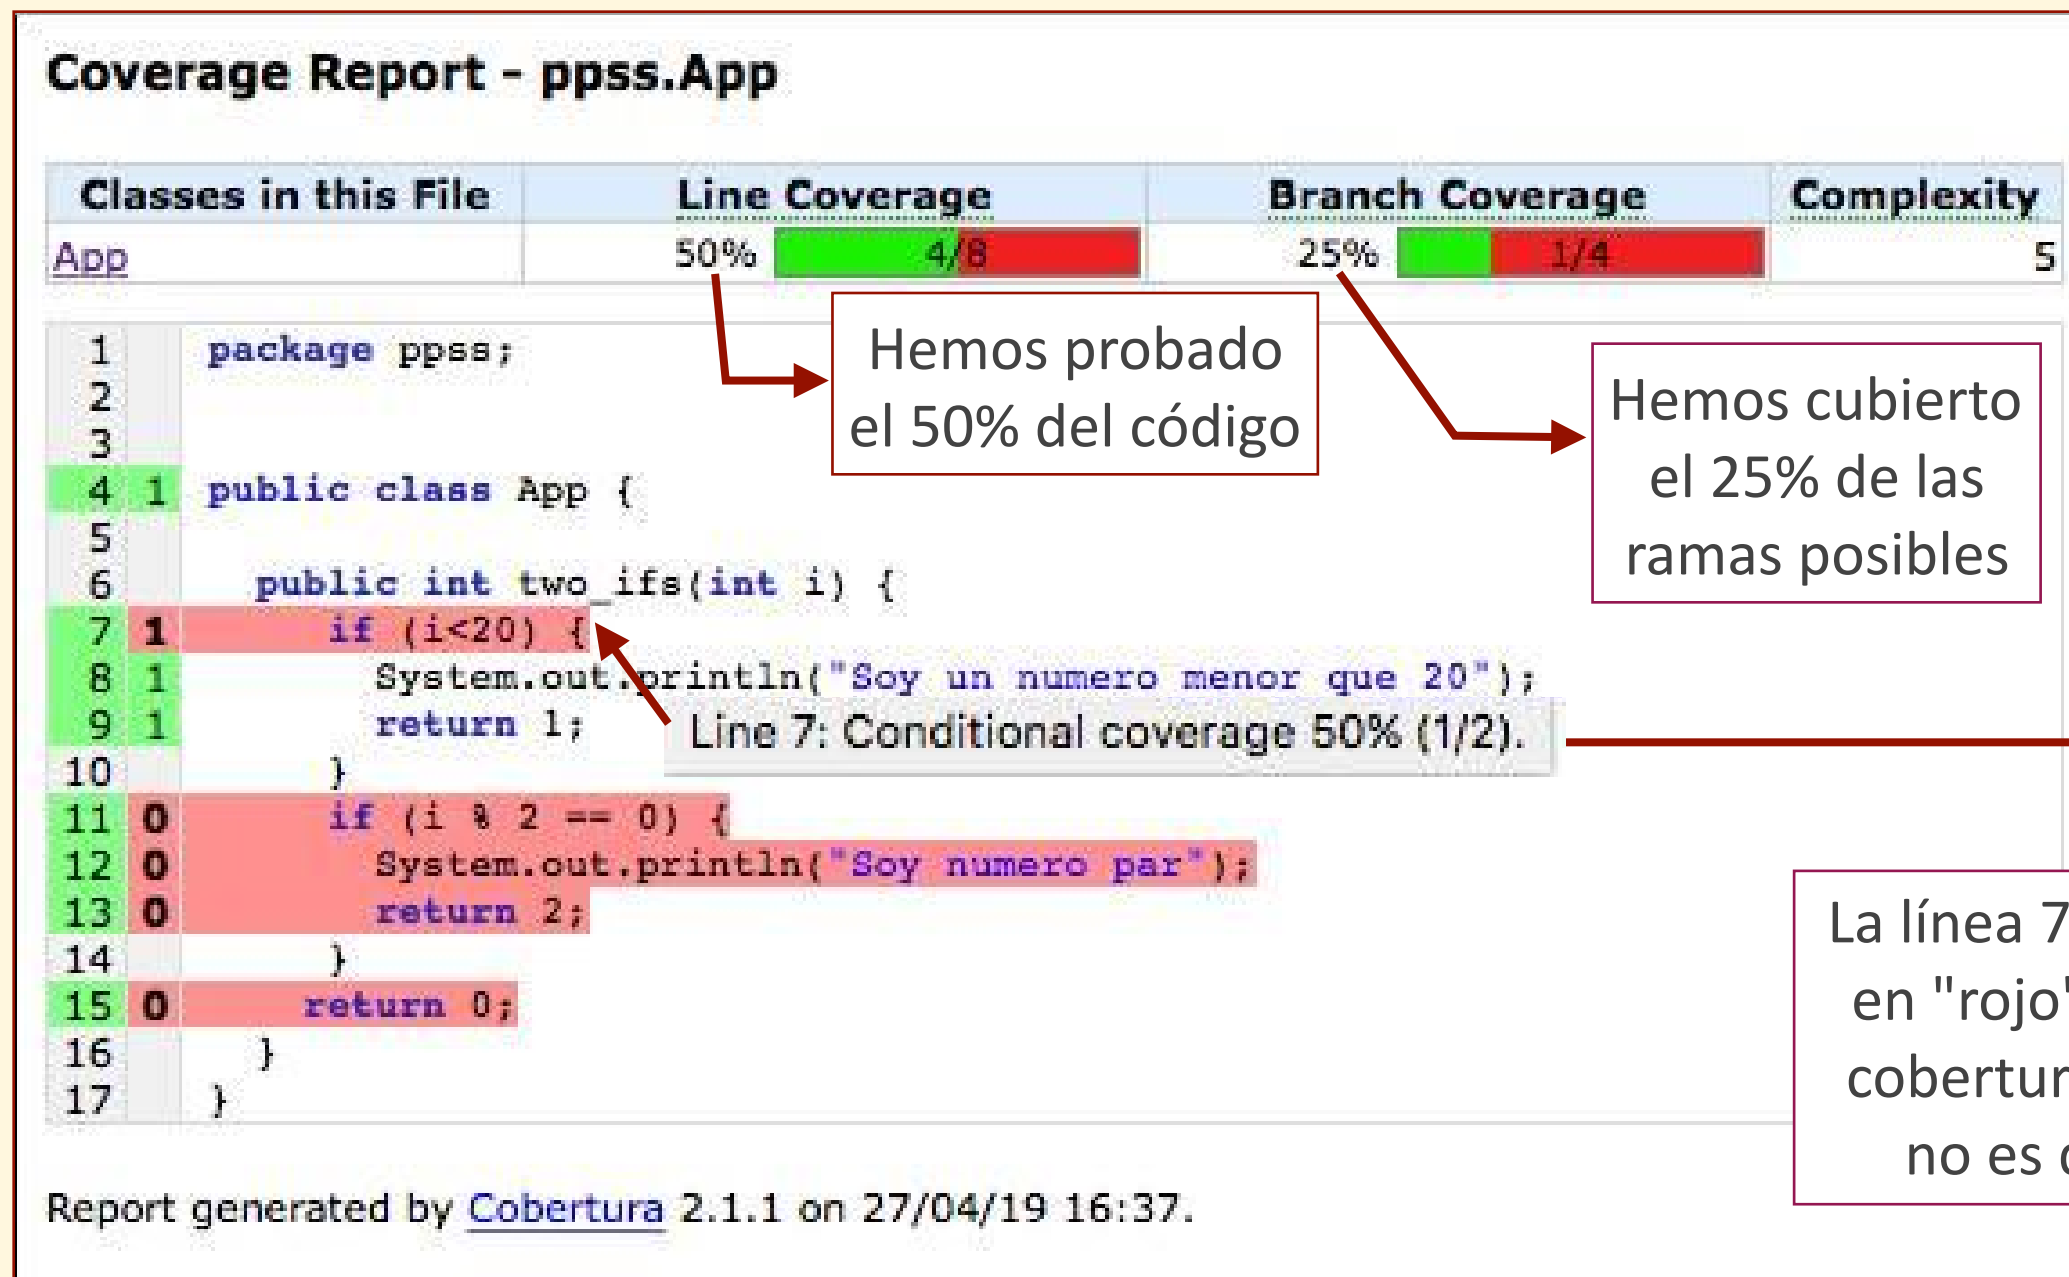 Coverage Report - ppss.App
Classes in this File Line Coverage Branch Coverage Complexity
App 50% 4/8 25% 1/4 5
Hemos probado
el 50% del código
Hemos cubierto
el 25% de las
ramas posibles
1 package ppss;
2
3
4 1 public class App {
5
6 public int two_ifs(int i) {
7 1 if (i<20) {
8 1 System.out.println("Soy un numero menor que 20");
9 1 return 1;
Line 7: Conditional coverage 50% (1/2).
10 }
11 0 if (i % 2 == 0) {
12 0 System.out.println("Soy numero par");
13 0 return 2;
14 }
15 0 return 0;
16 }
17 }
La línea 7
en "rojo"
cobertur
no es
Report generated by Cobertura 2.1.1 on 27/04/19 16:37.